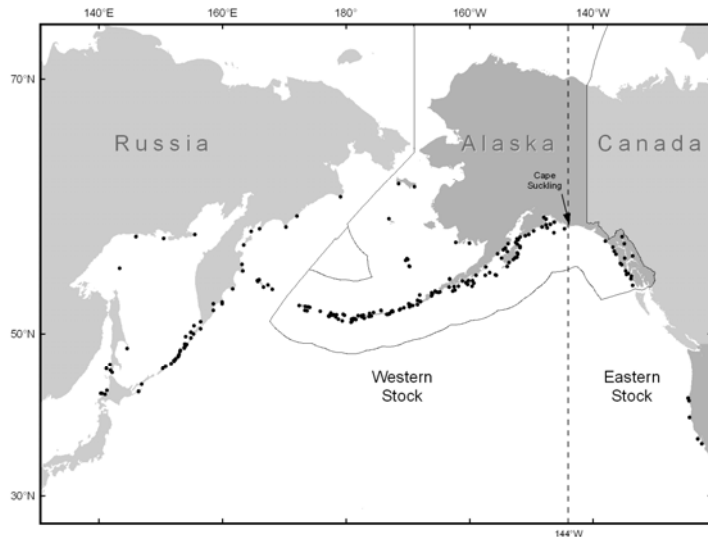 140°E 160°E 180° 160°W 140°W
70°N
Russia Alaska Canada
Cape
Suckling
50°N
Western
Stock
Eastern
Stock
30°N
144°W